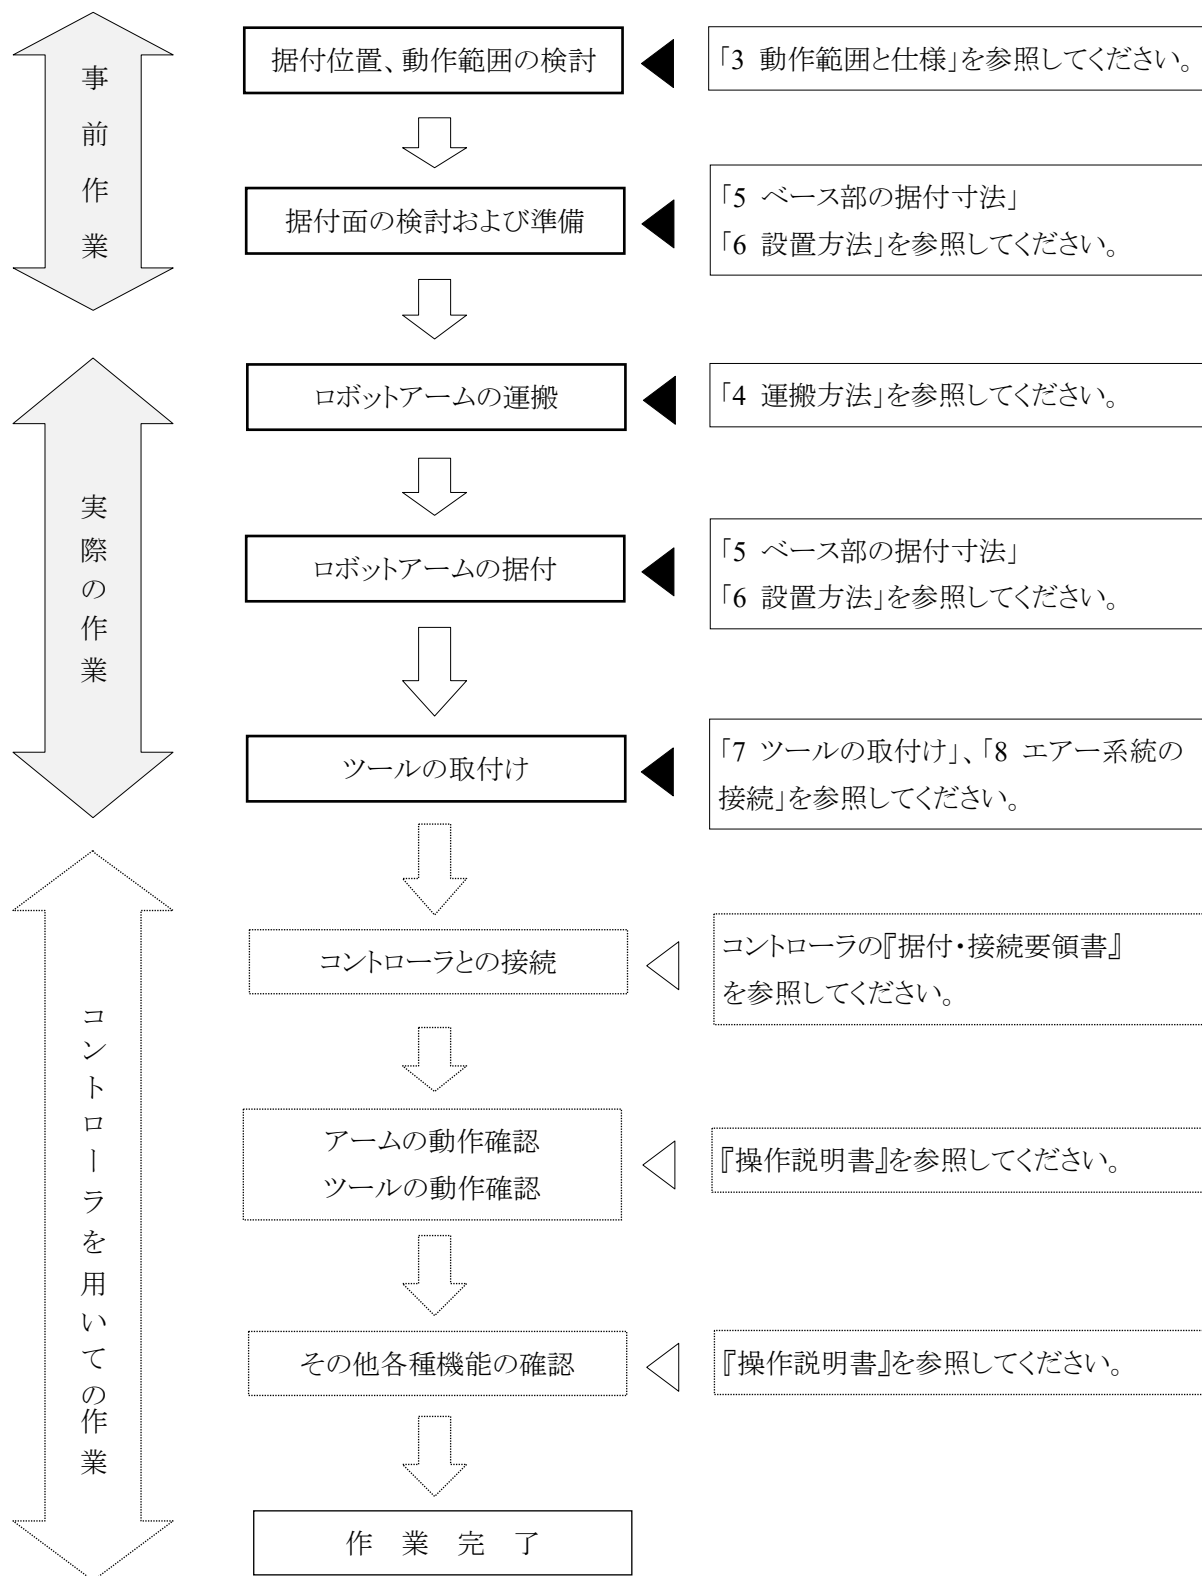 事前作業
据付位置、動作範囲の検討
「3 動作範囲と仕様」を参照してください。
据付面の検討および準備
「5 ベース部の据付寸法」
「6 設置方法」を参照してください。
実際の作業
ロボットアームの運搬
「4 運搬方法」を参照してください。
ロボットアームの据付
「5 ベース部の据付寸法」
「6 設置方法」を参照してください。
ツールの取付け
「7 ツールの取付け」、「8 エアー系統の
接続」を参照してください。
コントローラを用いての作業
コントローラとの接続
コントローラの『据付・接続要領書』
を参照してください。
アームの動作確認
ツールの動作確認
『操作説明書』を参照してください。
その他各種機能の確認
『操作説明書』を参照してください。
作 業 完 了